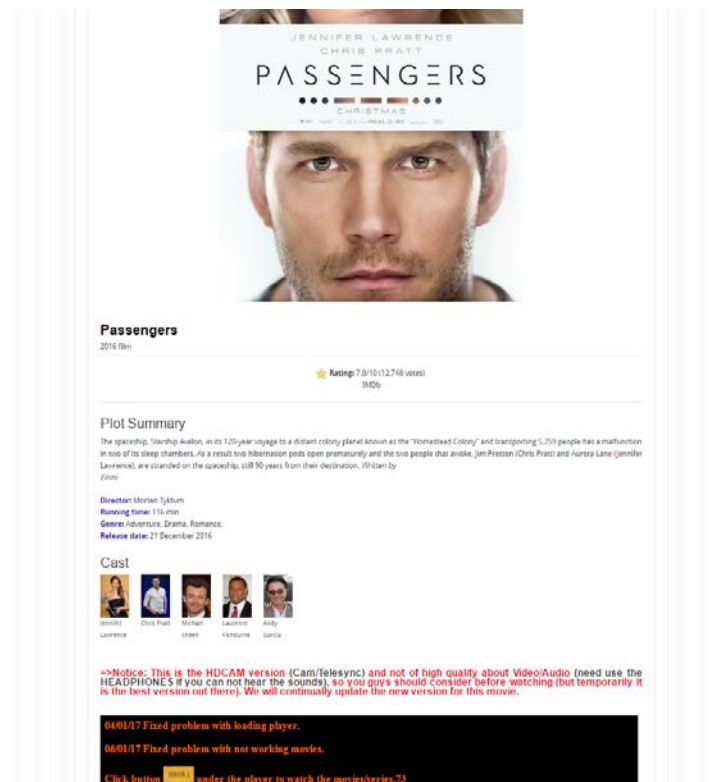 JENNIFER LAWRENCE
CHRIS PRATT
PASSENGERS
CHRISTMAS
Passengers
2016 film
Rating: 7.0/10 (12,748 votes)
IMDb
Plot Summary
The spaceship, Starship Avalon, in its 120-year voyage to a distant colony planet known as the "Homestead Colony" and transporting 5,259 people has a malfunction
in two of its sleep chambers. As a result two hibernation pods open prematurely and the two people that awoke, Jim Preston (Chris Pratt) and Aurora Lane (Jennifer
Lawrence), are stranded on the spaceship, still 90 years from their destination. Written by
Director: Morten Tyldum
Running time: 116 min
Genre: Adventure, Drama, Romance,
Release date: 21 December 2016
Cast
Jennifer Chris Pratt Michael Laurence Andy
Lawrence Sheen Fishburne Garcia
=>Notice: This is the HDCAM version (Cam/Telesync) and not of high quality about Video/Audio (need use the
HEADPHONES if you can not hear the sounds), so you guys should consider before watching (but temporarily it
is the best version out there). We will continually update the new version for this movie.
04/01/17 Fixed problem with loading player.
06/01/17 Fixed problem with not working movies.
Click button under the player to watch the movies/series.73